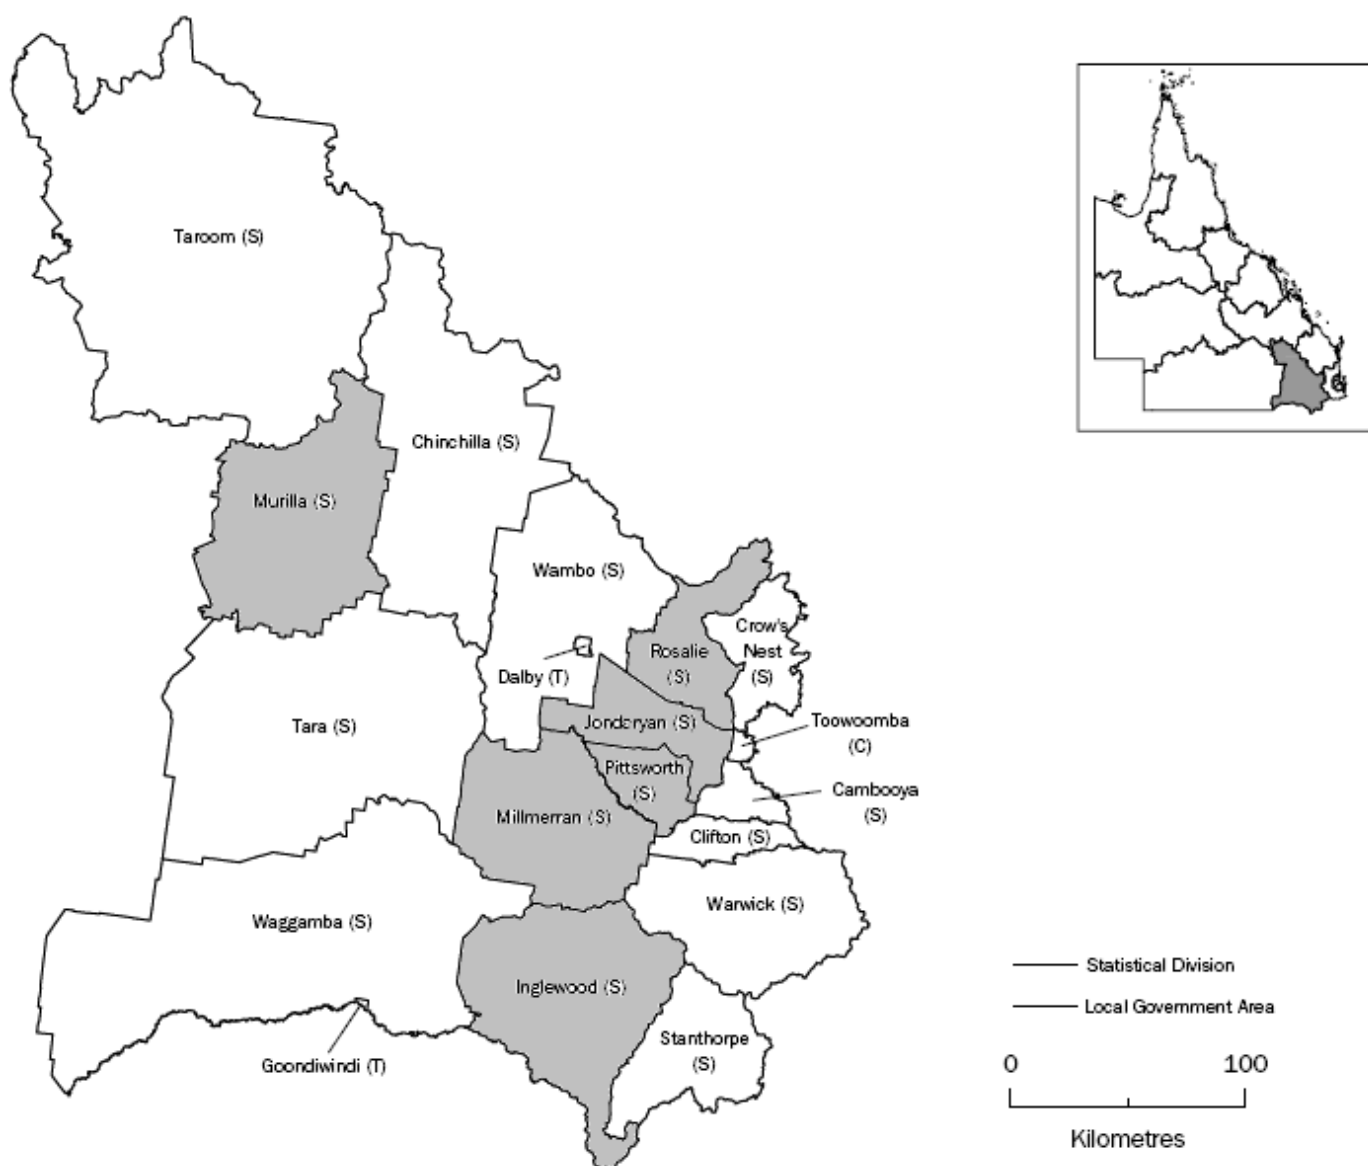 Taroom (S)
Chinchilla (S)
Murilla (S)
Wambo (S)
Crow's
Nest
(S)
Rosalie
(S)
Dalby (T)
Tara (S)
Jondaryan (S)
Toowoomba
(C)
Pittsworth
(S)
Cambooya
(S)
Millmerran (S)
Clifton (S)
Warwick (S)
Waggamba (S)
Inglewood (S)
Stanthorpe
(S)
Goondiwindi (T)
Statistical Division
Local Government Area
0 100
Kilometres